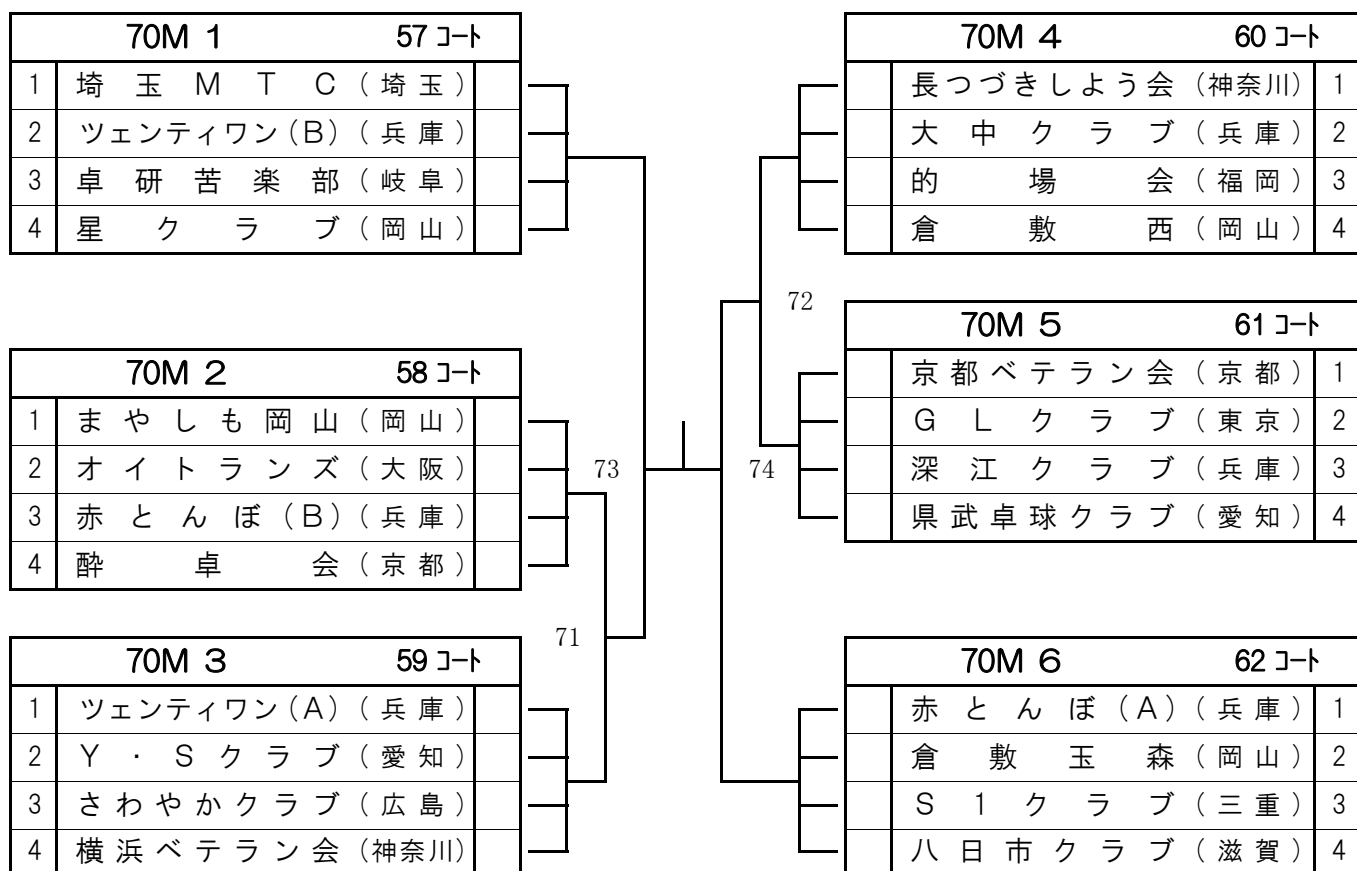 70M 1 57 コート
1 埼玉MTC(埼玉)
2 ツェンティワン(B)(兵庫)
3 卓研苦楽部(岐阜)
4 星クラブ(岡山)
70M 2 58 コート
1 まやしも岡山(岡山)
2 オイトランズ(大阪)
3 赤とんぼ(B)(兵庫)
4 酔卓会(京都)
70M 3 59 コート
1 ツェンティワン(A)(兵庫)
2 Y・Sクラブ(愛知)
3 さわやかクラブ(広島)
4 横浜ベテラン会(神奈川)
73
71
72
74
70M 4 60 コート
長つづきしよう会(神奈川) 1
大中クラブ(兵庫) 2
的場会(福岡) 3
倉敷西(岡山) 4
70M 5 61 コート
京都ベテラン会(京都) 1
GLクラブ(東京) 2
深江クラブ(兵庫) 3
県武卓球クラブ(愛知) 4
70M 6 62 コート
赤とんぼ(A)(兵庫) 1
倉敷玉森(岡山) 2
S1クラブ(三重) 3
八日市クラブ(滋賀) 4